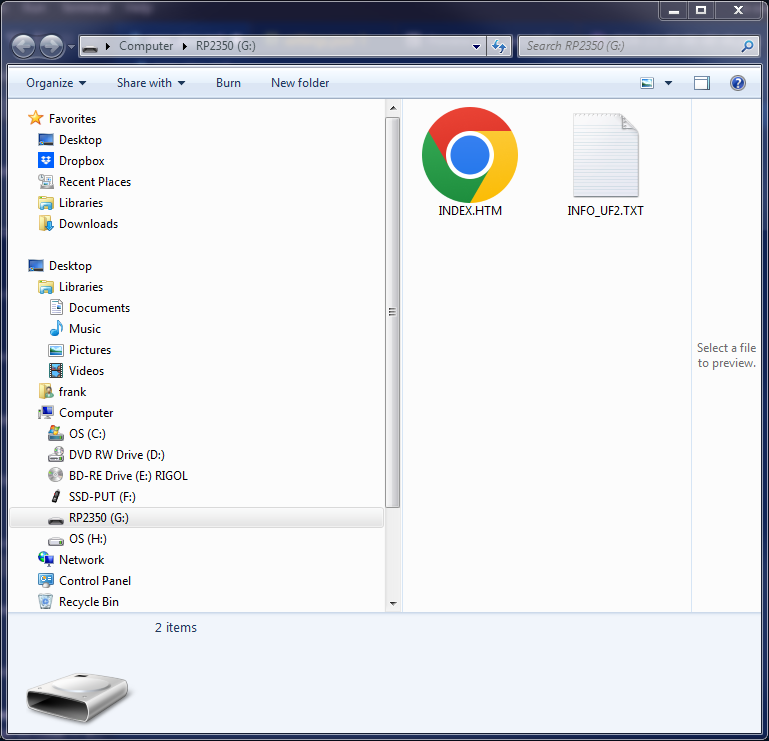 Computer ▸ RP2350 (G:)
Search RP2350 (G:)
Organize
Share with
Burn
New folder
Favorites
Desktop
Dropbox
Recent Places
Libraries
Downloads
Desktop
Libraries
Documents
Music
Pictures
Videos
frank
Computer
OS (C:)
DVD RW Drive (D:)
BD-RE Drive (E:) RIGOL
SSD-PUT (F:)
RP2350 (G:)
OS (H:)
Network
Control Panel
Recycle Bin
INDEX.HTM
INFO_UF2.TXT
Select a file
to preview.
2 items